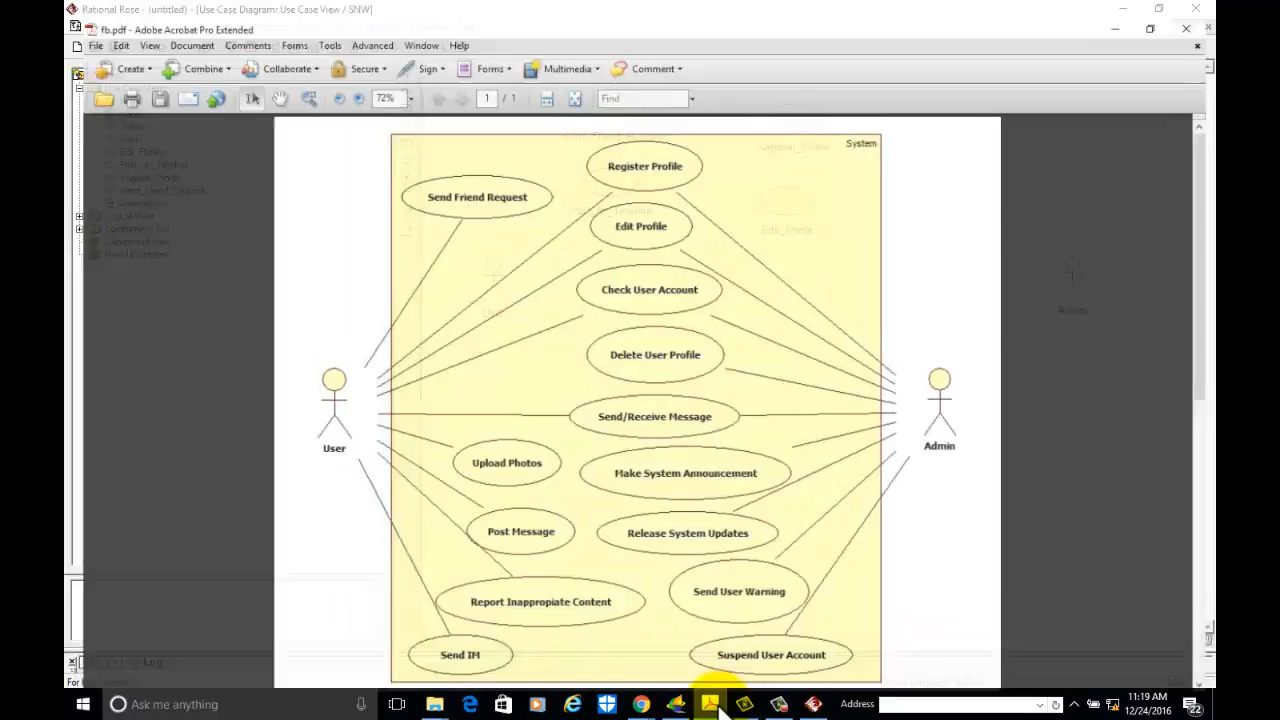 Rational Rose - (untitled) - [Use Case Diagram: Use Case View / SNW]
fb.pdf - Adobe Acrobat Pro Extended
File Edit View Document Comments Forms Tools Advanced Window Help
Create Combine Collaborate Secure Sign Forms Multimedia Comment
72% 1 / 1 Find
System
Register Profile
Send Friend Request
Edit Profile
Check User Account
Delete User Profile
Send/Receive Message
User
Admin
Upload Photos
Make System Announcement
Post Message
Release System Updates
Send User Warning
Report Inappropiate Content
Send IM
Suspend User Account
Log
Ask me anything
Address
11:19 AM
12/24/2016
22